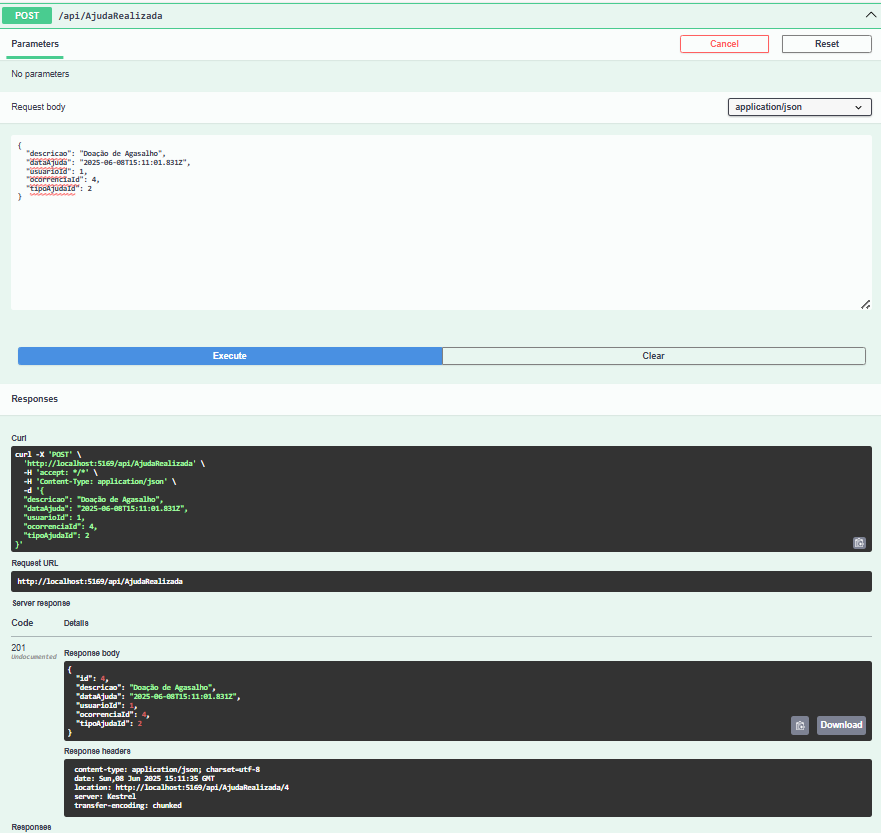 POST /api/AjudaRealizada
Parameters
Cancel
Reset
No parameters
Request body
application/json
{
"descricao": "Doação de Agasalho",
"dataAjuda": "2025-06-08T15:11:01.831Z",
"usuarioId": 1,
"ocorrenciaId": 4,
"tipoAjudaId": 2
}
Execute
Clear
Responses
Curl
curl -X 'POST' \
'http://localhost:5169/api/AjudaRealizada' \
-H 'accept: */*' \
-H 'Content-Type: application/json' \
-d '{
"descricao": "Doação de Agasalho",
"dataAjuda": "2025-06-08T15:11:01.831Z",
"usuarioId": 1,
"ocorrenciaId": 4,
"tipoAjudaId": 2
}'
Request URL
http://localhost:5169/api/AjudaRealizada
Server response
Code Details
201
Undocumented
Response body
{
"id": 4,
"descricao": "Doação de Agasalho",
"dataAjuda": "2025-06-08T15:11:01.831Z",
"usuarioId": 1,
"ocorrenciaId": 4,
"tipoAjudaId": 2
}
Download
Response headers
content-type: application/json; charset=utf-8
date: Sun,08 Jun 2025 15:11:35 GMT
location: http://localhost:5169/api/AjudaRealizada/4
server: Kestrel
transfer-encoding: chunked
Responses